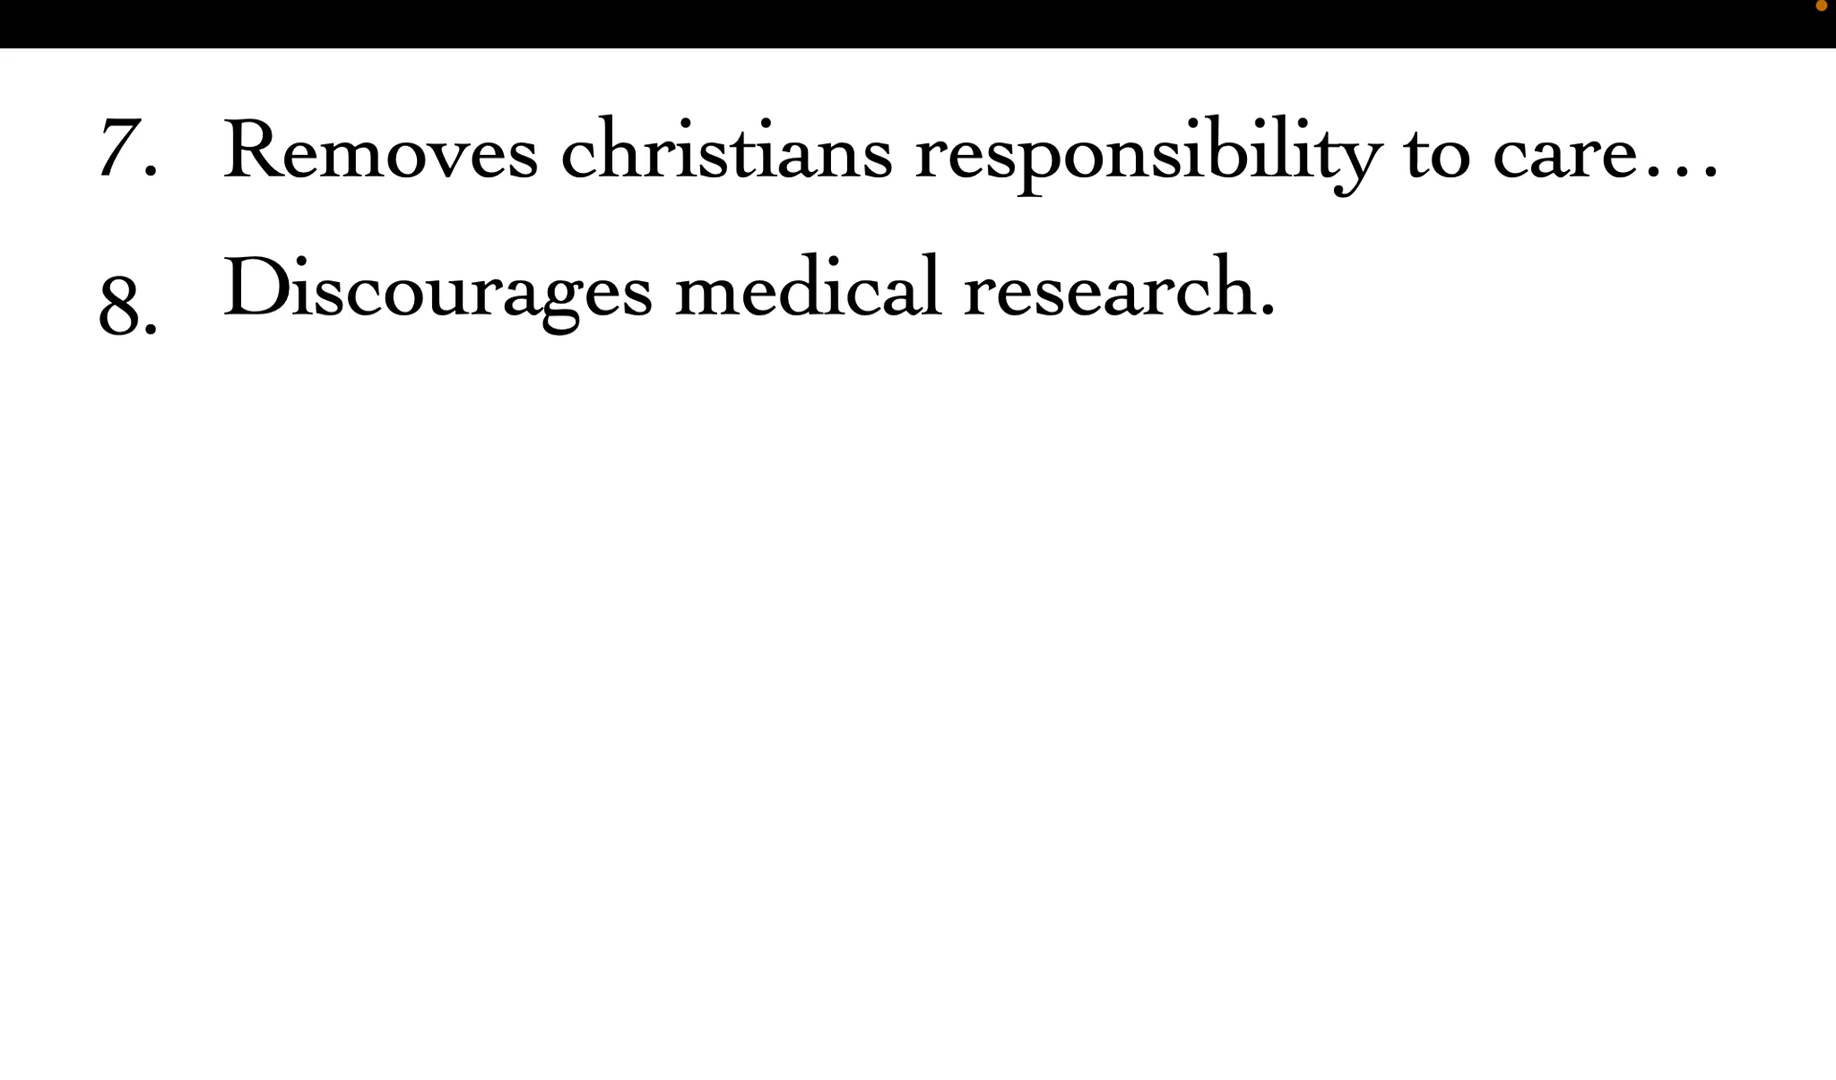 7. Removes christians responsibility to care…
8. Discourages medical research.